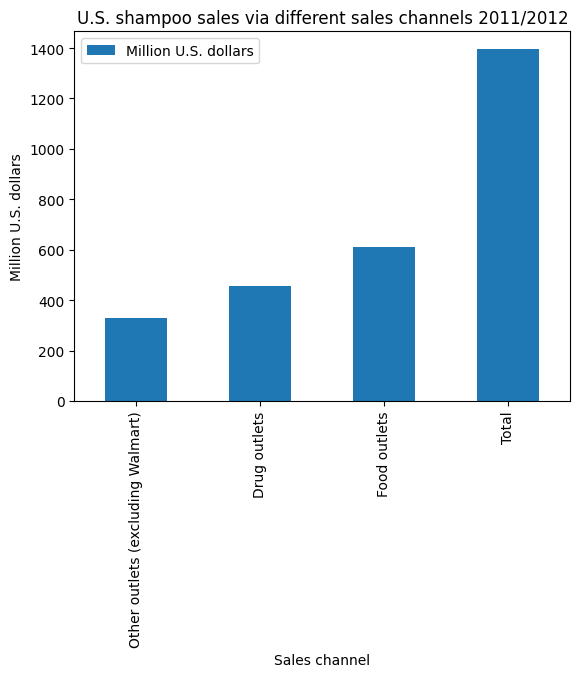 U.S. shampoo sales via different sales channels 2011/2012
Million U.S. dollars
Million U.S. dollars
1400
1200
1000
800
600
400
200
0
Other outlets (excluding Walmart)
Drug outlets
Food outlets
Total
Sales channel